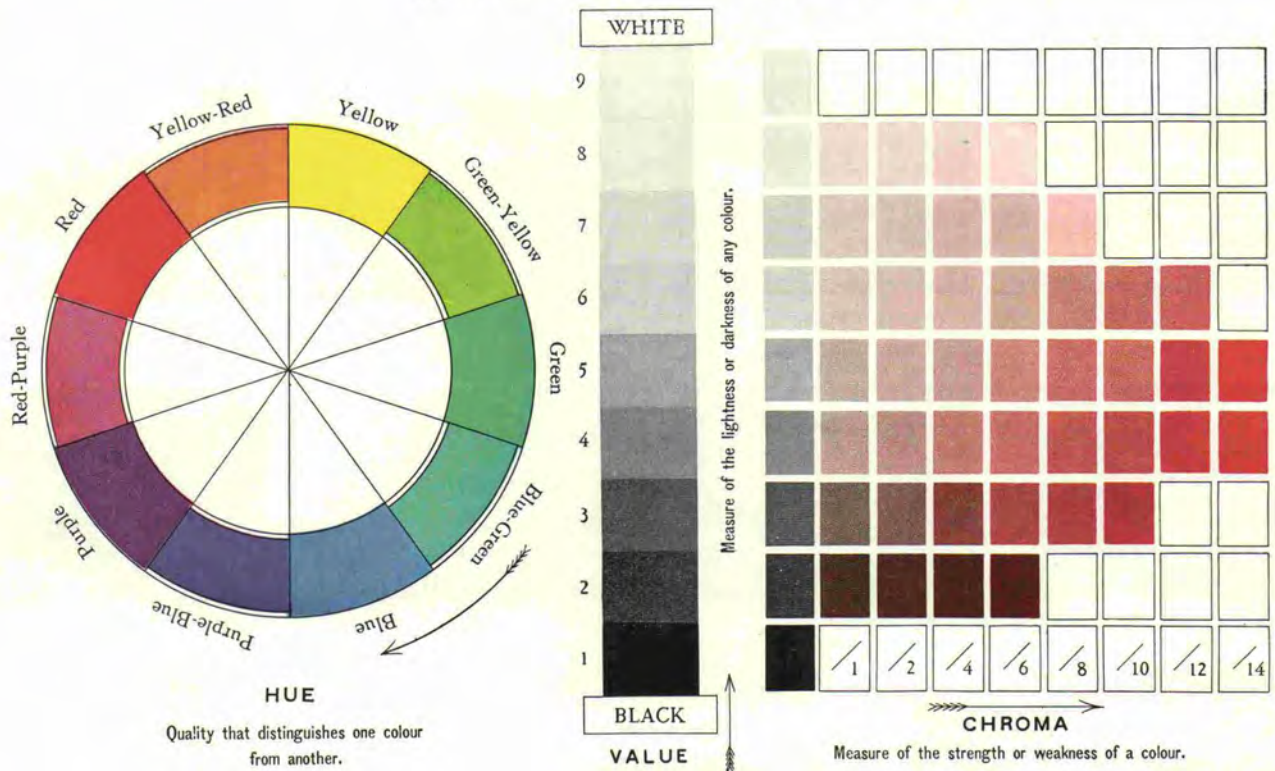 Yellow-Red
Yellow
Green-Yellow
Green
Blue-Green
Blue
Purple-Blue
Purple
Red-Purple
Red
HUE
Quality that distinguishes one colour
from another.
WHITE
9
8
7
6
5
4
3
2
1
BLACK
VALUE
Measure of the lightness or darkness of any colour.
/1 /2 /4 /6 /8 /10 /12 /14
CHROMA
Measure of the strength or weakness of a colour.